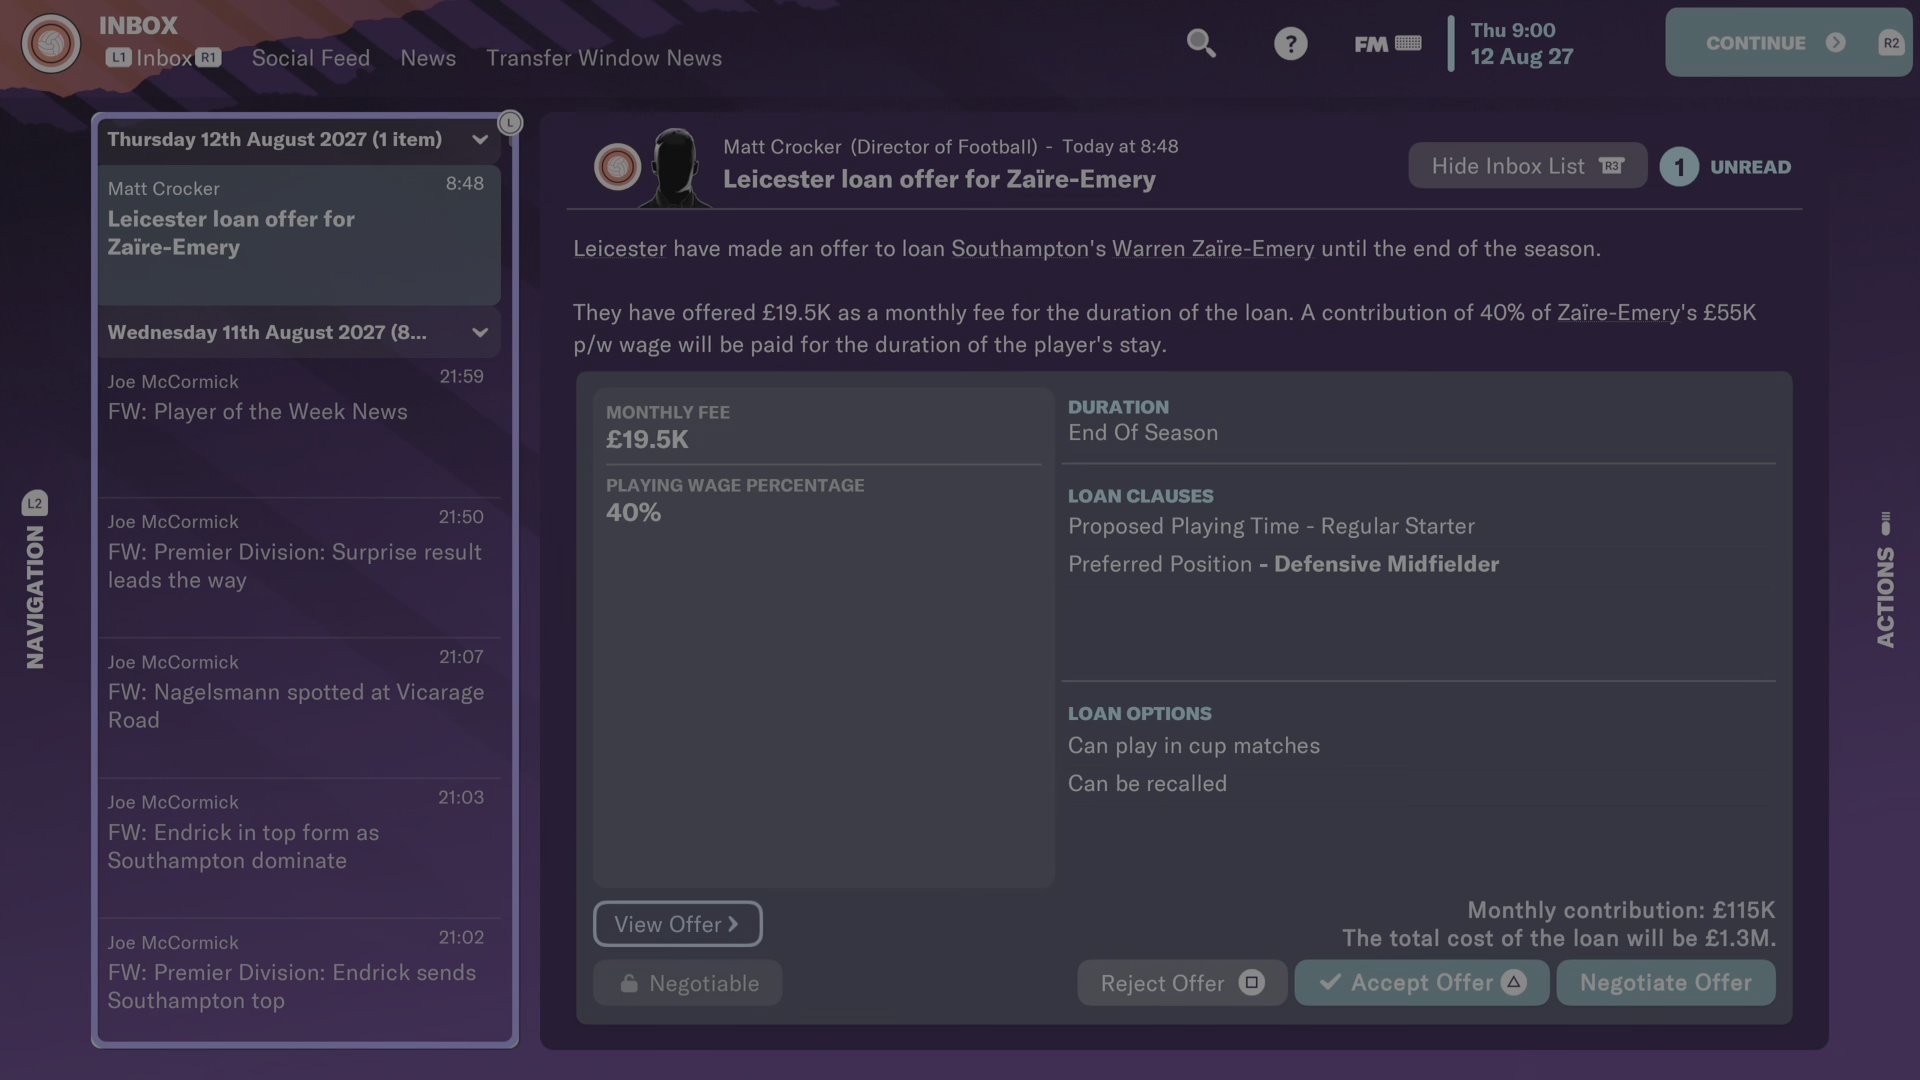 INBOX
L1 Inbox R1 Social Feed News Transfer Window News
FM
Thu 9:00
12 Aug 27
CONTINUE R2
L
Thursday 12th August 2027 (1 item)
Matt Crocker 8:48
Leicester loan offer for
Zaïre-Emery
Wednesday 11th August 2027 (8...
Joe McCormick 21:59
FW: Player of the Week News
Joe McCormick 21:50
FW: Premier Division: Surprise result
leads the way
Joe McCormick 21:07
FW: Nagelsmann spotted at Vicarage
Road
Joe McCormick 21:03
FW: Endrick in top form as
Southampton dominate
Joe McCormick 21:02
FW: Premier Division: Endrick sends
Southampton top
L2
NAVIGATION
Matt Crocker (Director of Football) - Today at 8:48
Leicester loan offer for Zaïre-Emery
Hide Inbox List R3
1 UNREAD
Leicester have made an offer to loan Southampton's Warren Zaïre-Emery until the end of the season.
They have offered £19.5K as a monthly fee for the duration of the loan. A contribution of 40% of Zaïre-Emery's £55K
p/w wage will be paid for the duration of the player's stay.
MONTHLY FEE
£19.5K
PLAYING WAGE PERCENTAGE
40%
DURATION
End Of Season
LOAN CLAUSES
Proposed Playing Time - Regular Starter
Preferred Position - Defensive Midfielder
LOAN OPTIONS
Can play in cup matches
Can be recalled
View Offer
Monthly contribution: £115K
The total cost of the loan will be £1.3M.
Negotiable
Reject Offer
Accept Offer
Negotiate Offer
ACTIONS